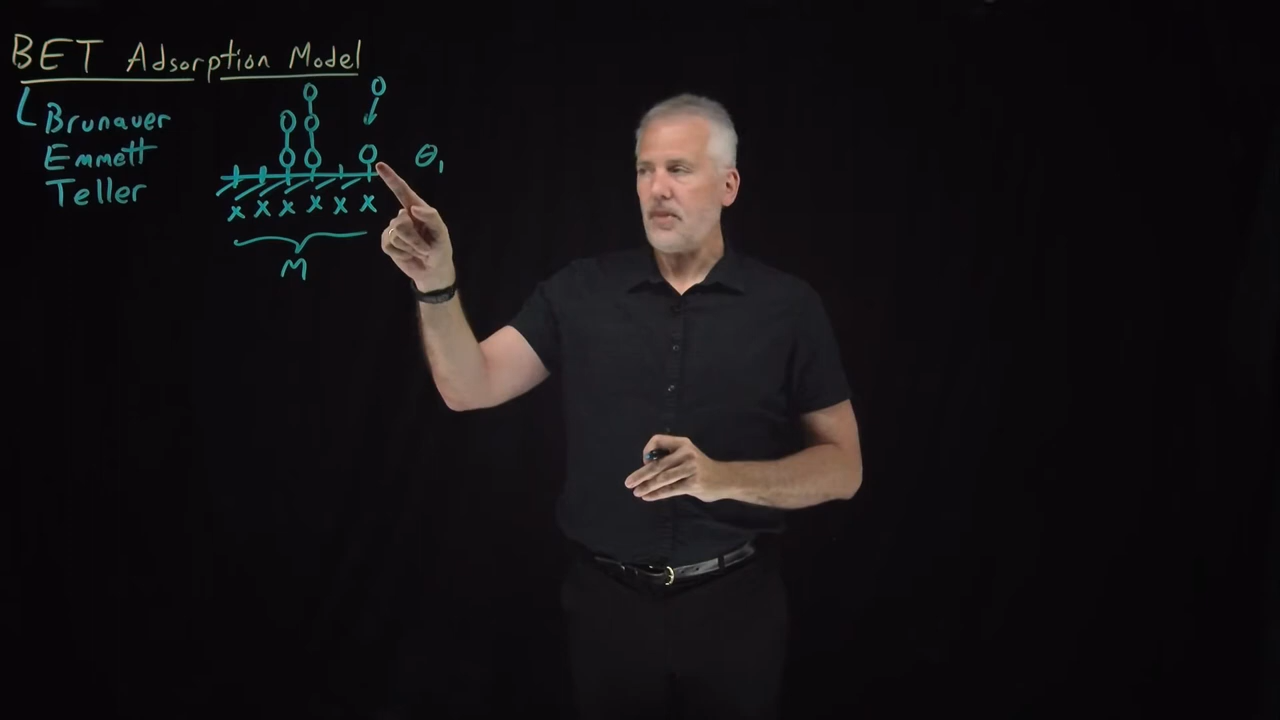 BET Adsorption Model
Brunauer
Emmett
Teller
θ₁
x x x x x x
M